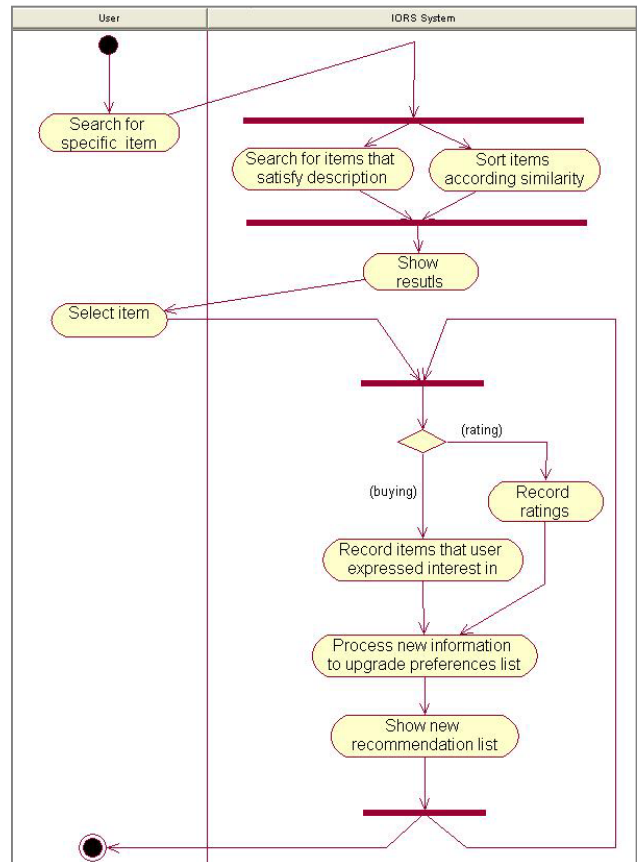 User
IORS System
Search for
specific item
Search for items that
satisfy description
Sort items
according similarity
Show
resutls
Select item
(rating)
(buying)
Record
ratings
Record items that user
expressed interest in
Process new information
to upgrade preferences list
Show new
recommendation list